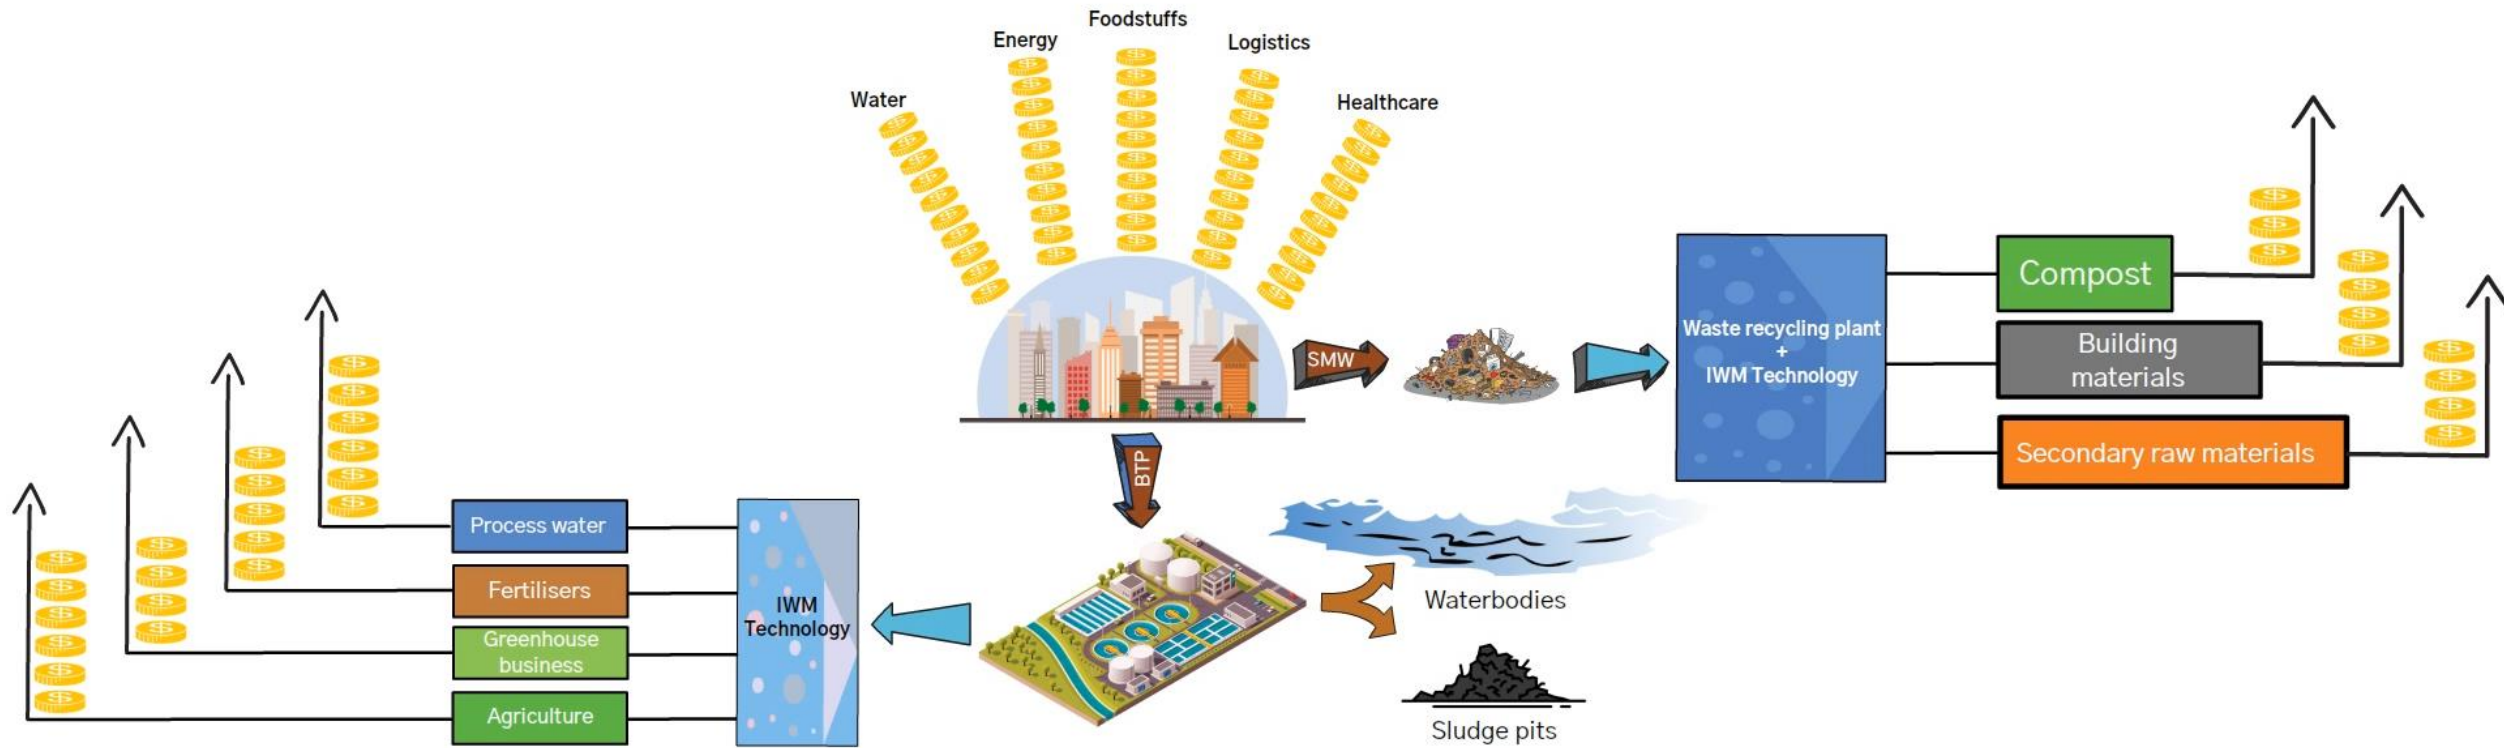 Foodstuffs
Energy
Logistics
Water
Healthcare
SMW
Waste recycling plant
+
IWM Technology
Compost
Building
materials
Secondary raw materials
BTP
Process water
Fertilisers
Greenhouse
business
Agriculture
IWM
Technology
Waterbodies
Sludge pits